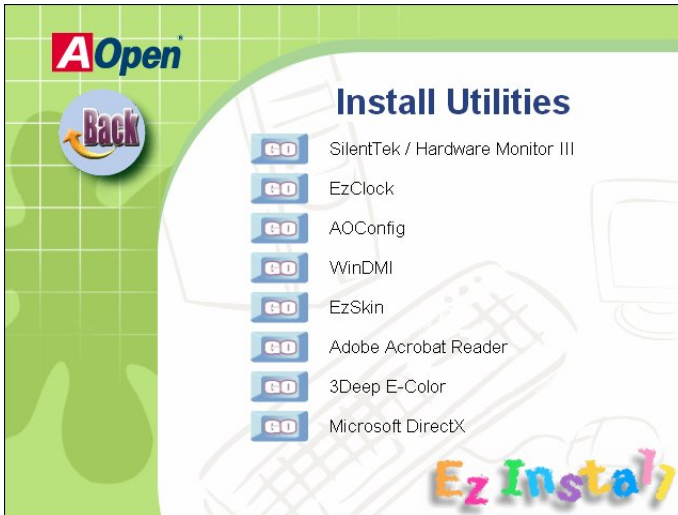 AOpen
Back
Install Utilities
GO SilentTek / Hardware Monitor III
GO EzClock
GO AOConfig
GO WinDMI
GO EzSkin
GO Adobe Acrobat Reader
GO 3Deep E-Color
GO Microsoft DirectX
Ez Install